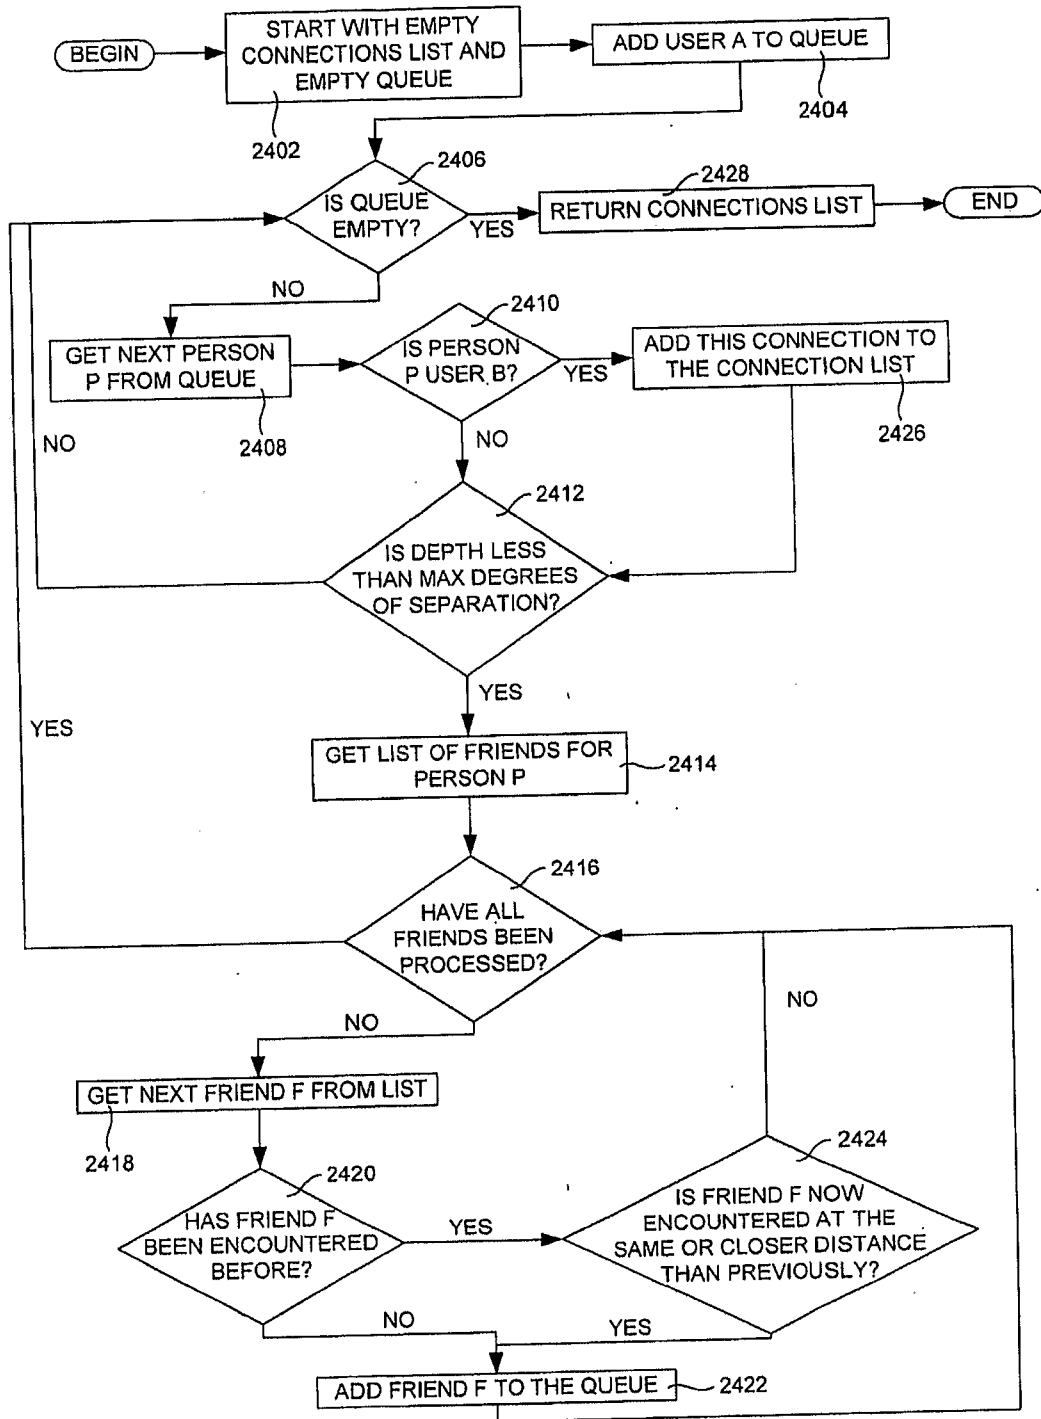 BEGIN
START WITH EMPTY
CONNECTIONS LIST AND
EMPTY QUEUE
2402
ADD USER A TO QUEUE
2404
IS QUEUE
EMPTY?
2406
YES
RETURN CONNECTIONS LIST
2428
END
NO
GET NEXT PERSON
P FROM QUEUE
2408
IS PERSON
P USER B?
2410
YES
ADD THIS CONNECTION TO
THE CONNECTION LIST
2426
NO
IS DEPTH LESS
THAN MAX DEGREES
OF SEPARATION?
2412
NO
YES
GET LIST OF FRIENDS FOR
PERSON P
2414
HAVE ALL
FRIENDS BEEN
PROCESSED?
2416
YES
NO
GET NEXT FRIEND F FROM LIST
2418
HAS FRIEND F
BEEN ENCOUNTERED
BEFORE?
2420
YES
IS FRIEND F NOW
ENCOUNTERED AT THE
SAME OR CLOSER DISTANCE
THAN PREVIOUSLY?
2424
NO
NO
YES
ADD FRIEND F TO THE QUEUE
2422